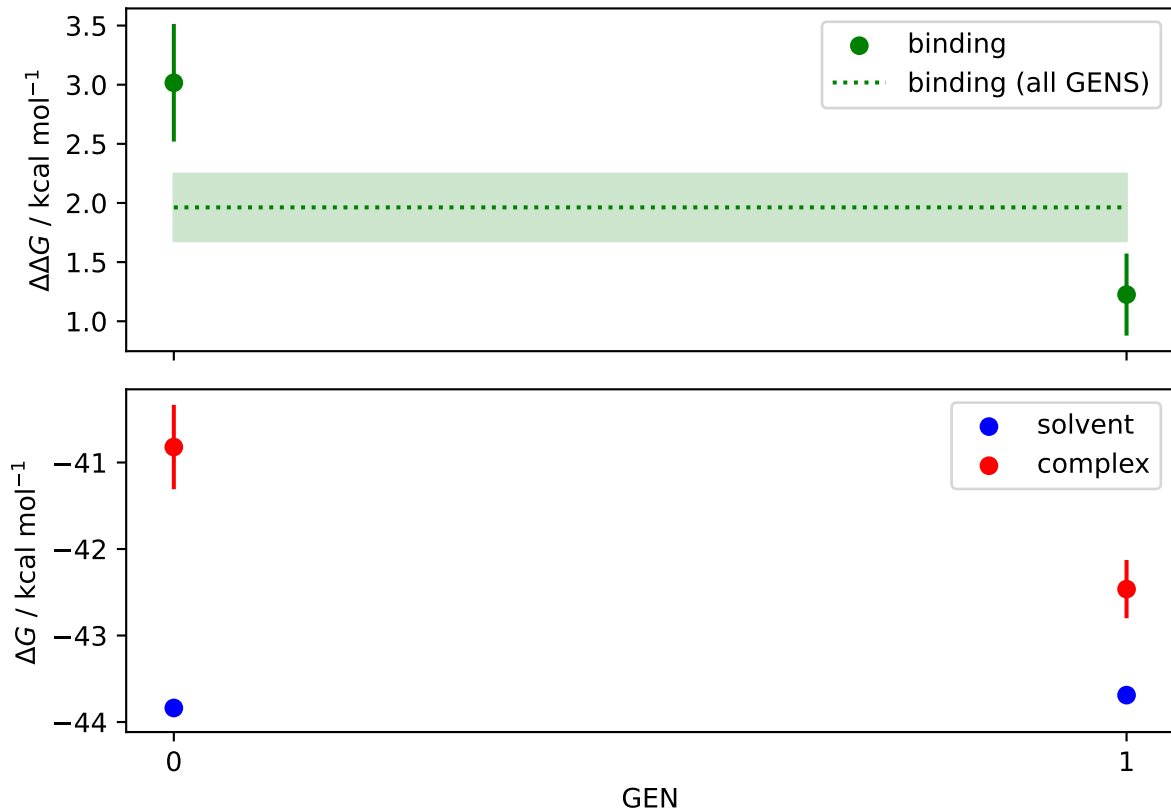 3.5
3.0
2.5
2.0
1.5
1.0
ΔΔG / kcal mol⁻¹
binding
binding (all GENS)
−41
−42
−43
−44
ΔG / kcal mol⁻¹
solvent
complex
0
1
GEN